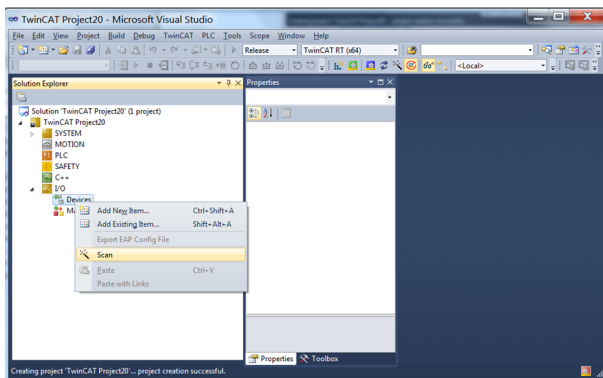 TwinCAT Project20 - Microsoft Visual Studio
File Edit View Project Build Debug TwinCAT PLC Tools Scope Window Help
Release TwinCAT RT (x64)
<Local>
Solution Explorer
Properties
Solution 'TwinCAT Project20' (1 project)
TwinCAT Project20
SYSTEM
MOTION
PLC
SAFETY
C++
I/O
Devices
Add New Item... Ctrl+Shift+A
Add Existing Item... Shift+Alt+A
Export EAP Config File
Scan
Paste Ctrl+V
Paste with Links
Properties Toolbox
Creating project 'TwinCAT Project20'... project creation successful.